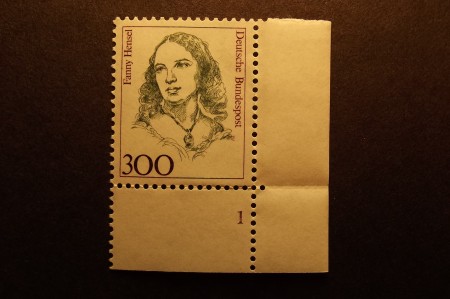 Fanny Hensel
Deutsche Bundespost
300
1